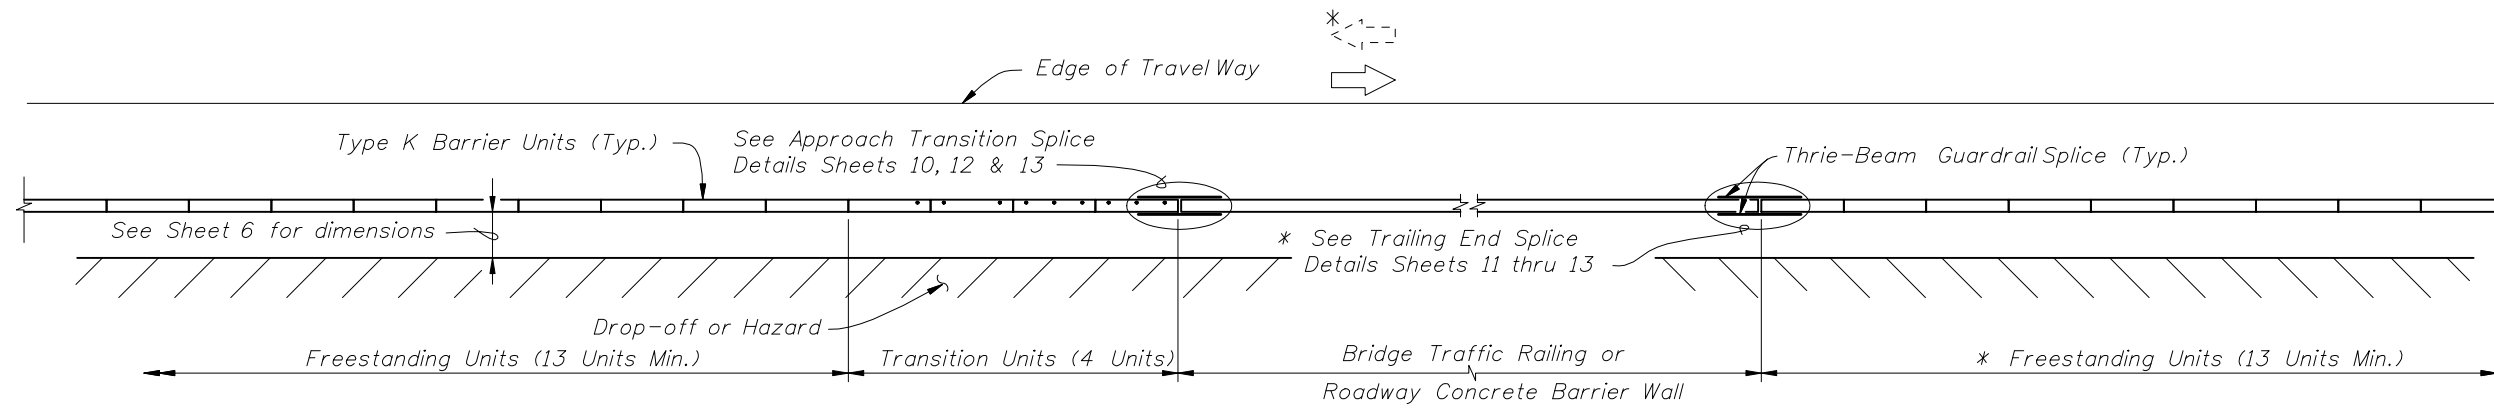 *
Edge of Travel Way
Type K Barrier Units (Typ.)
See Approach Transition Splice
Details Sheets 10, 12 & 13
Thrie-Beam Guardrail Splice (Typ.)
See Sheet 6 for dimensions
* See Trailing End Splice
Details Sheets 11 thru 13
Drop-off or Hazard
Freestanding Units (13 Units Min.)
Transition Units (4 Units)
Bridge Traffic Railing or
Roadway Concrete Barrier Wall
* Freestanding Units (13 Units Min.)